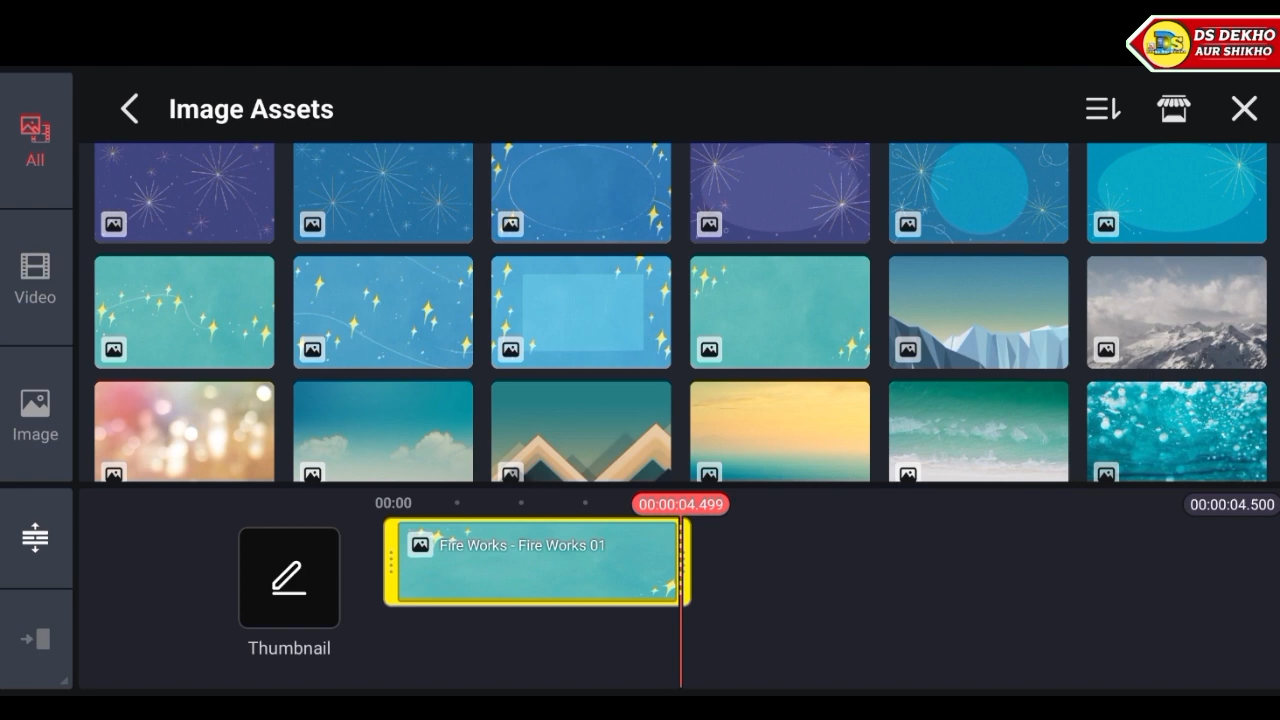 DS DEKHO
AUR SHIKHO
Image Assets
All
Video
Image
00:00
00:00:04.499
00:00:04.500
Fire Works - Fire Works 01
Thumbnail